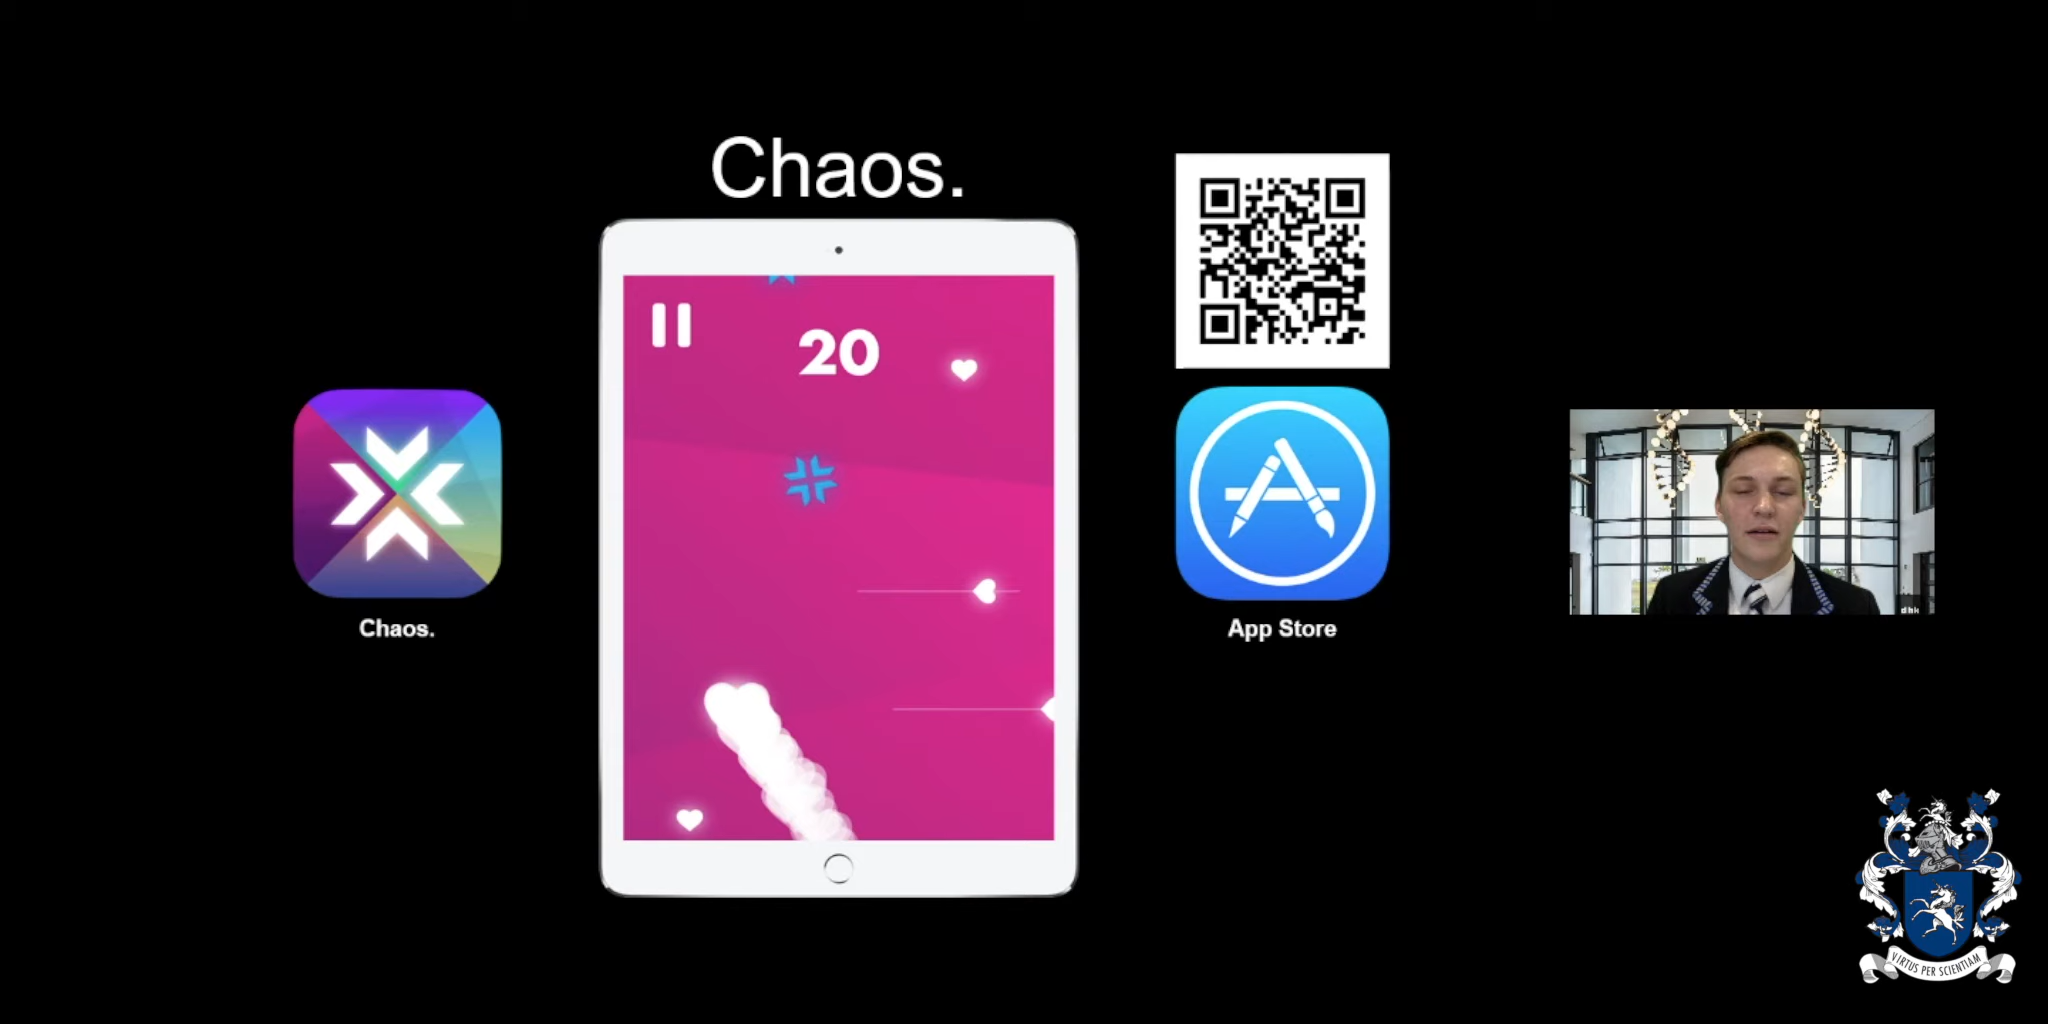 Chaos.
20
Chaos.
App Store
VIRTUS PER SCIENTIAM